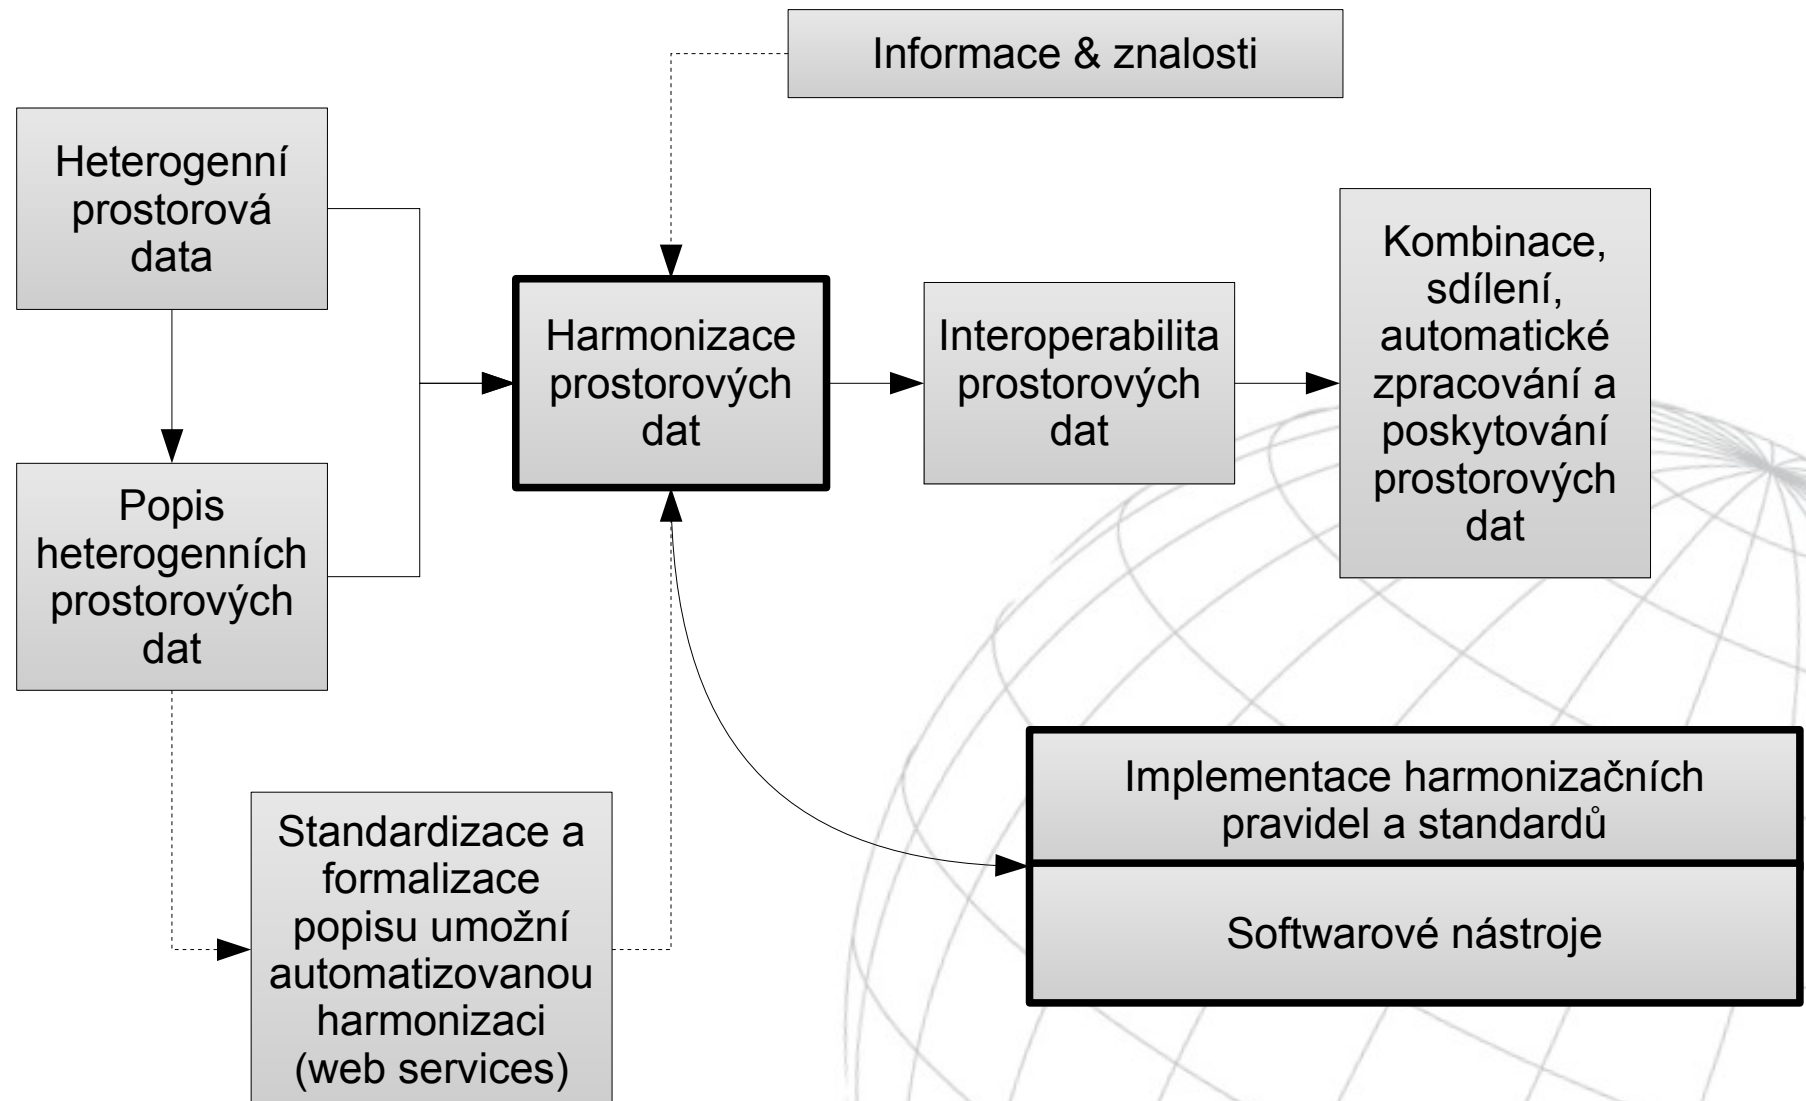 Informace & znalosti
Heterogenní
prostorová
data
Harmonizace
prostorových
dat
Interoperabilita
prostorových
dat
Kombinace,
sdílení,
automatické
zpracování a
poskytování
prostorových
dat
Popis
heterogenních
prostorových
dat
Implementace harmonizačních
pravidel a standardů
Softwarové nástroje
Standardizace a
formalizace
popisu umožní
automatizovanou
harmonizaci
(web services)